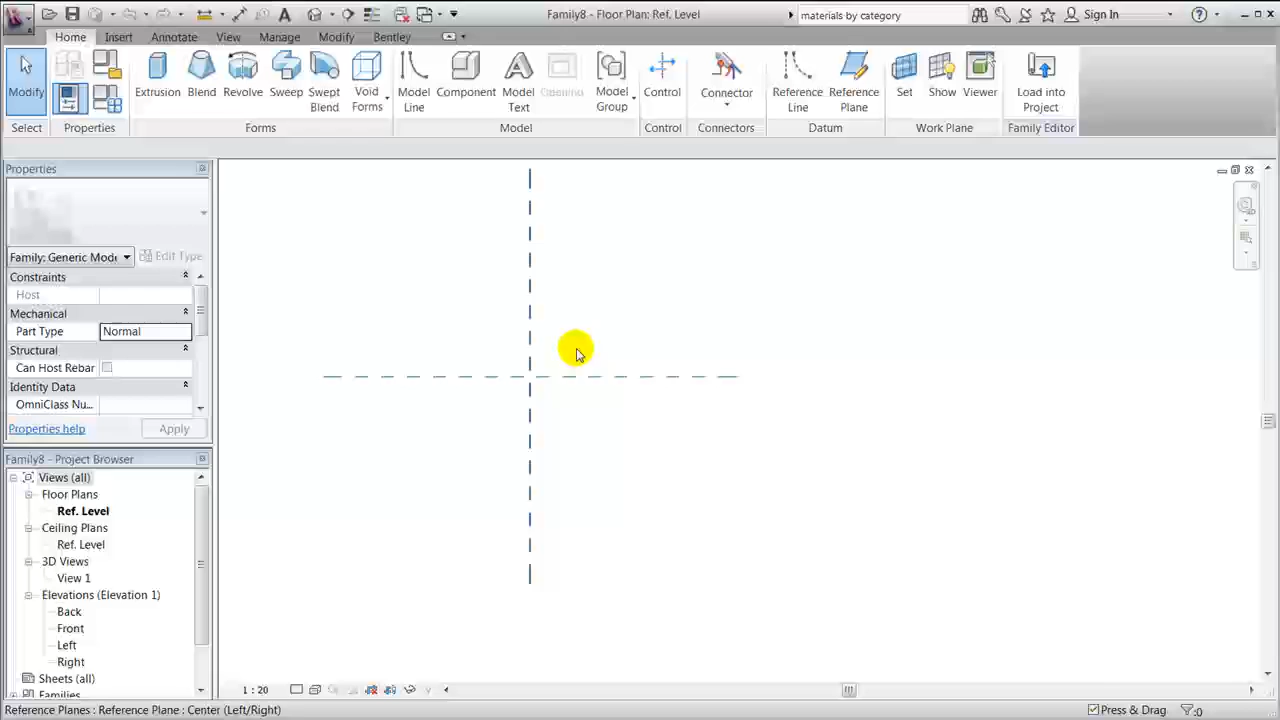 Family8 - Floor Plan: Ref. Level
materials by category
Sign In
Home Insert Annotate View Manage Modify Bentley
Modify
Extrusion Blend Revolve Sweep Swept Blend Void Forms
Model Line Component Model Text Opening Model Group
Control Connector Reference Line Reference Plane
Set Show Viewer Load into Project
Select Properties Forms Model Control Connectors Datum Work Plane Family Editor
Properties
Family: Generic Mode Edit Type
Constraints
Host
Mechanical
Part Type Normal
Structural
Can Host Rebar
Identity Data
OmniClass Nu...
Properties help Apply
Family8 - Project Browser
Views (all)
Floor Plans
Ref. Level
Ceiling Plans
Ref. Level
3D Views
View 1
Elevations (Elevation 1)
Back
Front
Left
Right
Sheets (all)
Families
1 : 20
Reference Planes : Reference Plane : Center (Left/Right)
Press & Drag :0